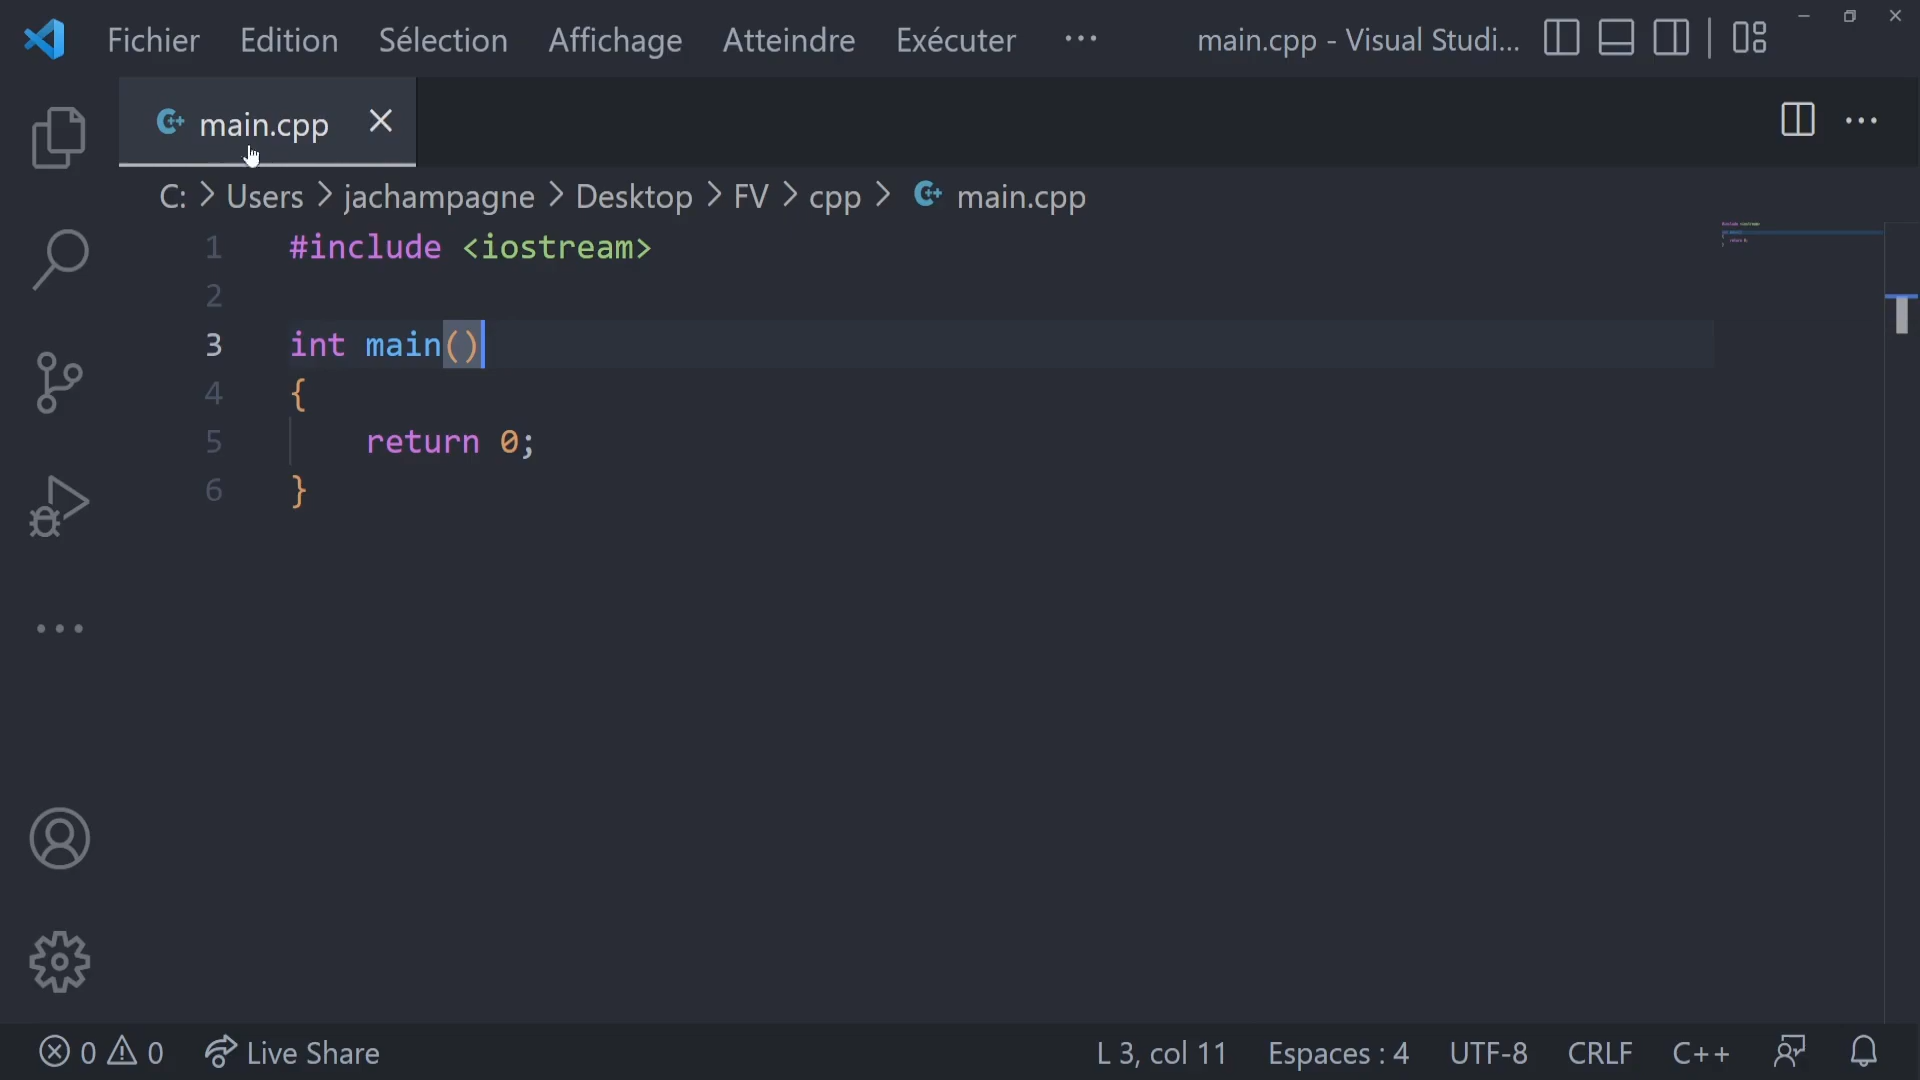 Fichier Edition Sélection Affichage Atteindre Exécuter ··· main.cpp - Visual Studi...
main.cpp
C: > Users > jachampagne > Desktop > FV > cpp > main.cpp
1 #include <iostream>
2
3 int main()
4 {
5 return 0;
6 }
0 0 Live Share L 3, col 11 Espaces : 4 UTF-8 CRLF C++